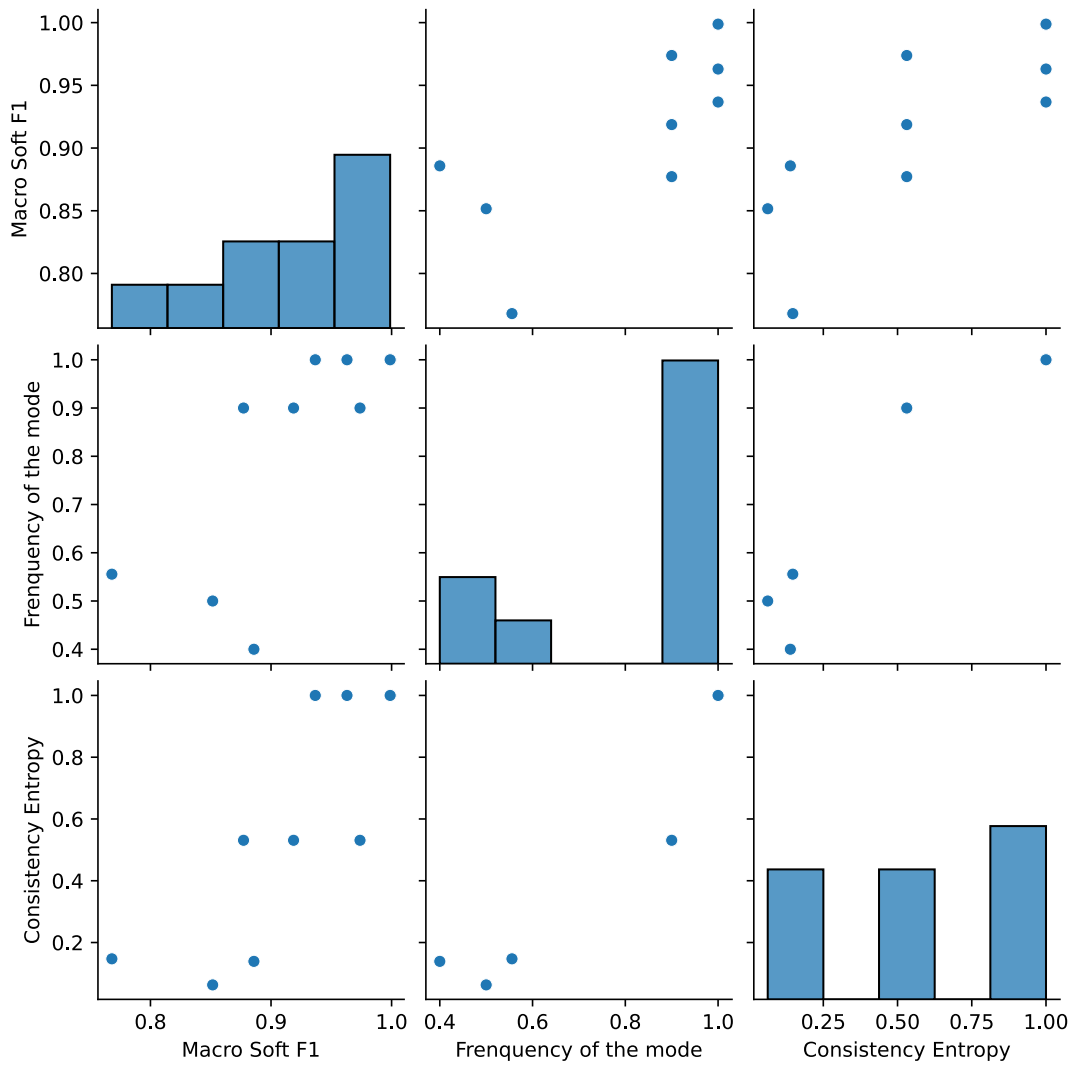 1.00
0.95
0.90
0.85
0.80
Macro Soft F1
1.0
0.9
0.8
0.7
0.6
0.5
0.4
Frenquency of the mode
1.0
0.8
0.6
0.4
0.2
Consistency Entropy
0.8 0.9 1.0
Macro Soft F1
0.4 0.6 0.8 1.0
Frenquency of the mode
0.25 0.50 0.75 1.00
Consistency Entropy